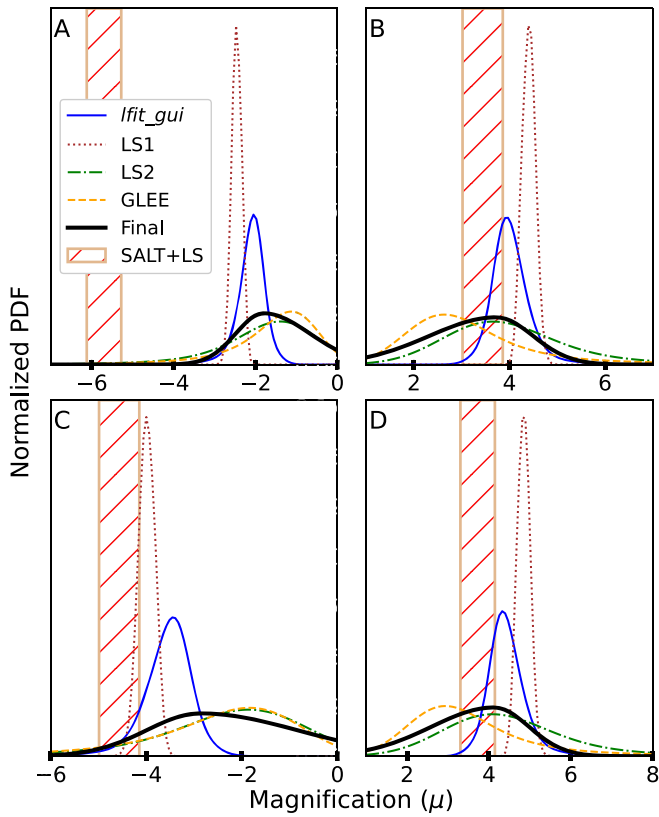 A
B
lfit_gui
LS1
LS2
GLEE
Final
SALT+LS
−6
−4
−2
0
2
4
6
C
D
−6
−4
−2
0
2
4
6
8
Normalized PDF
Magnification (μ)